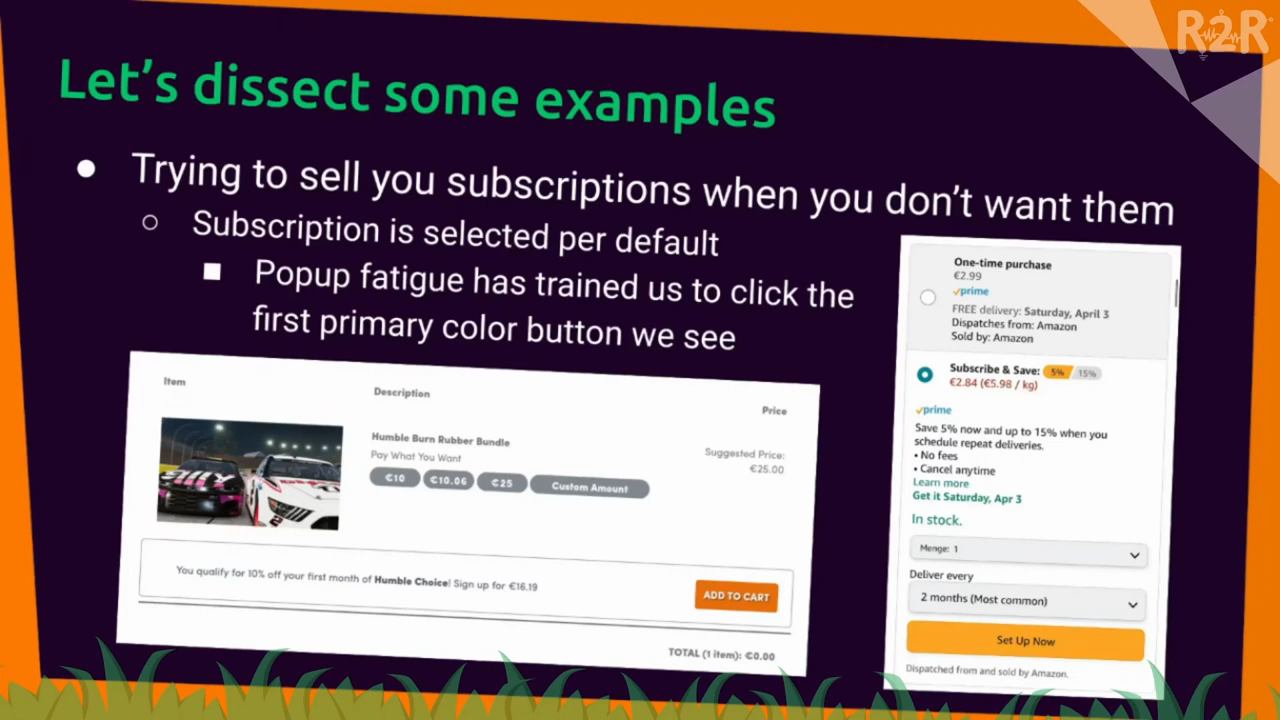 R2R
Let's dissect some examples
● Trying to sell you subscriptions when you don't want them
○ Subscription is selected per default
■ Popup fatigue has trained us to click the
first primary color button we see
Item Description Price
Humble Burn Rubber Bundle
Pay What You Want
€10 €10.06 €25 Custom Amount
Suggested Price:
€25.00
You qualify for 10% off your first month of Humble Choice! Sign up for €16.19
ADD TO CART
TOTAL (1 item): €0.00
One-time purchase
€2.99
prime
FREE delivery: Saturday, April 3
Dispatches from: Amazon
Sold by: Amazon
Subscribe & Save: 5% 15%
€2.84 (€5.98 / kg)
prime
Save 5% now and up to 15% when you
schedule repeat deliveries.
• No fees
• Cancel anytime
Learn more
Get it Saturday, Apr 3
In stock.
Menge: 1
Deliver every
2 months (Most common)
Set Up Now
Dispatched from and sold by Amazon.